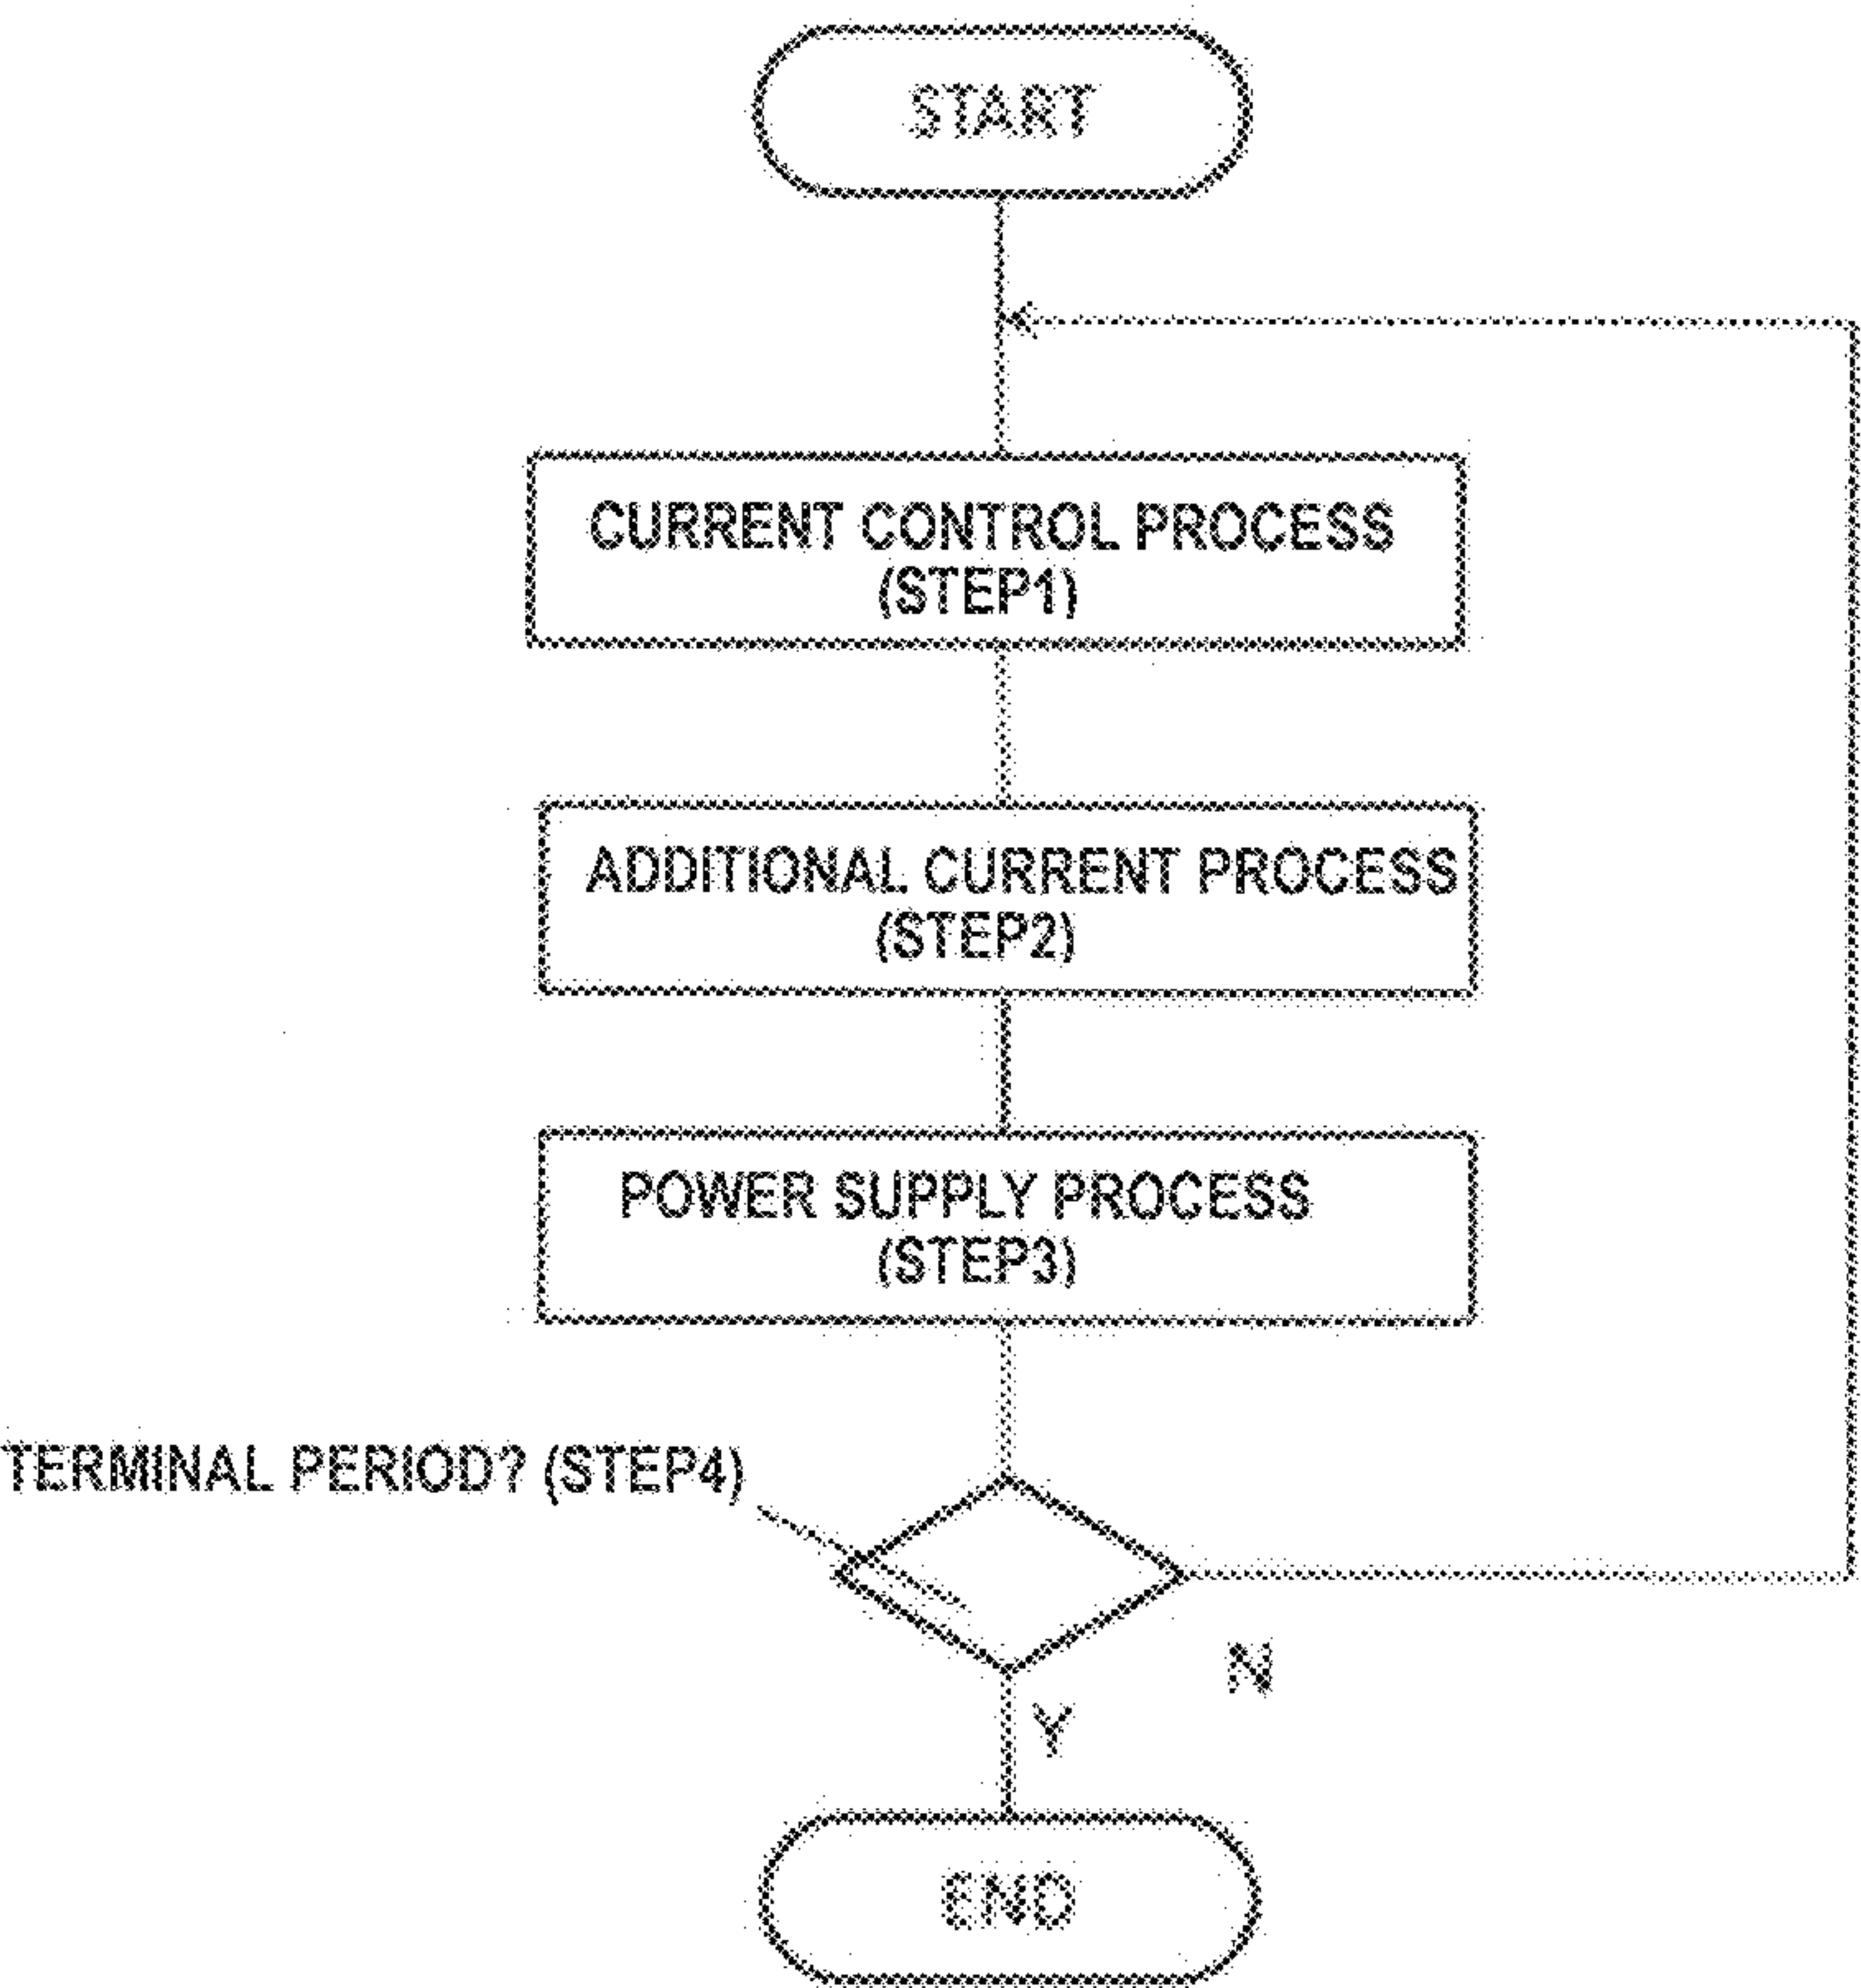 START
CURRENT CONTROL PROCESS
(STEP1)
ADDITIONAL CURRENT PROCESS
(STEP2)
POWER SUPPLY PROCESS
(STEP3)
TERMINAL PERIOD? (STEP4)
N
Y
END